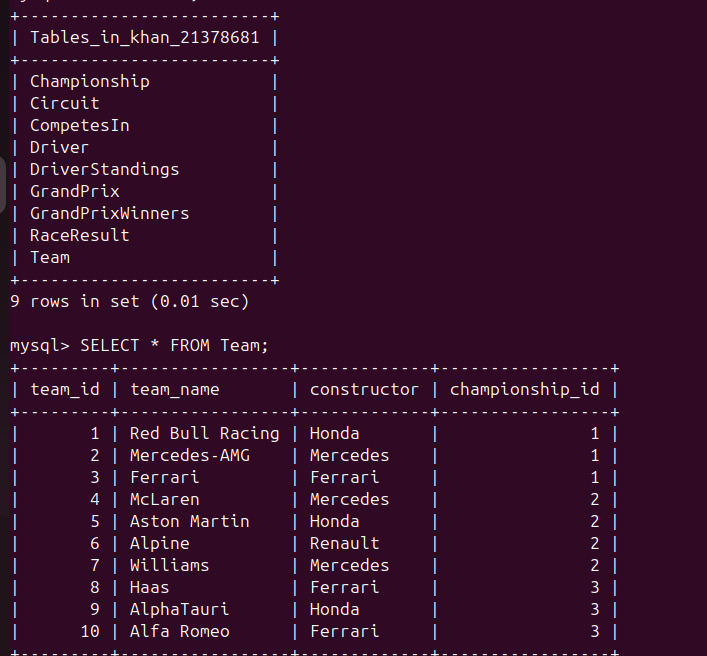 +-------------------------+
| Tables_in_khan_21378681 |
+-------------------------+
| Championship            |
| Circuit                 |
| CompetesIn              |
| Driver                  |
| DriverStandings         |
| GrandPrix               |
| GrandPrixWinners        |
| RaceResult              |
| Team                    |
+-------------------------+
9 rows in set (0.01 sec)

mysql> SELECT * FROM Team;
+---------+-----------------+-------------+-----------------+
| team_id | team_name       | constructor | championship_id |
+---------+-----------------+-------------+-----------------+
|       1 | Red Bull Racing | Honda       |               1 |
|       2 | Mercedes-AMG    | Mercedes    |               1 |
|       3 | Ferrari         | Ferrari     |               1 |
|       4 | McLaren         | Mercedes    |               2 |
|       5 | Aston Martin    | Honda       |               2 |
|       6 | Alpine          | Renault     |               2 |
|       7 | Williams        | Mercedes    |               2 |
|       8 | Haas            | Ferrari     |               3 |
|       9 | AlphaTauri      | Honda       |               3 |
|      10 | Alfa Romeo      | Ferrari     |               3 |
+---------+-----------------+-------------+-----------------+